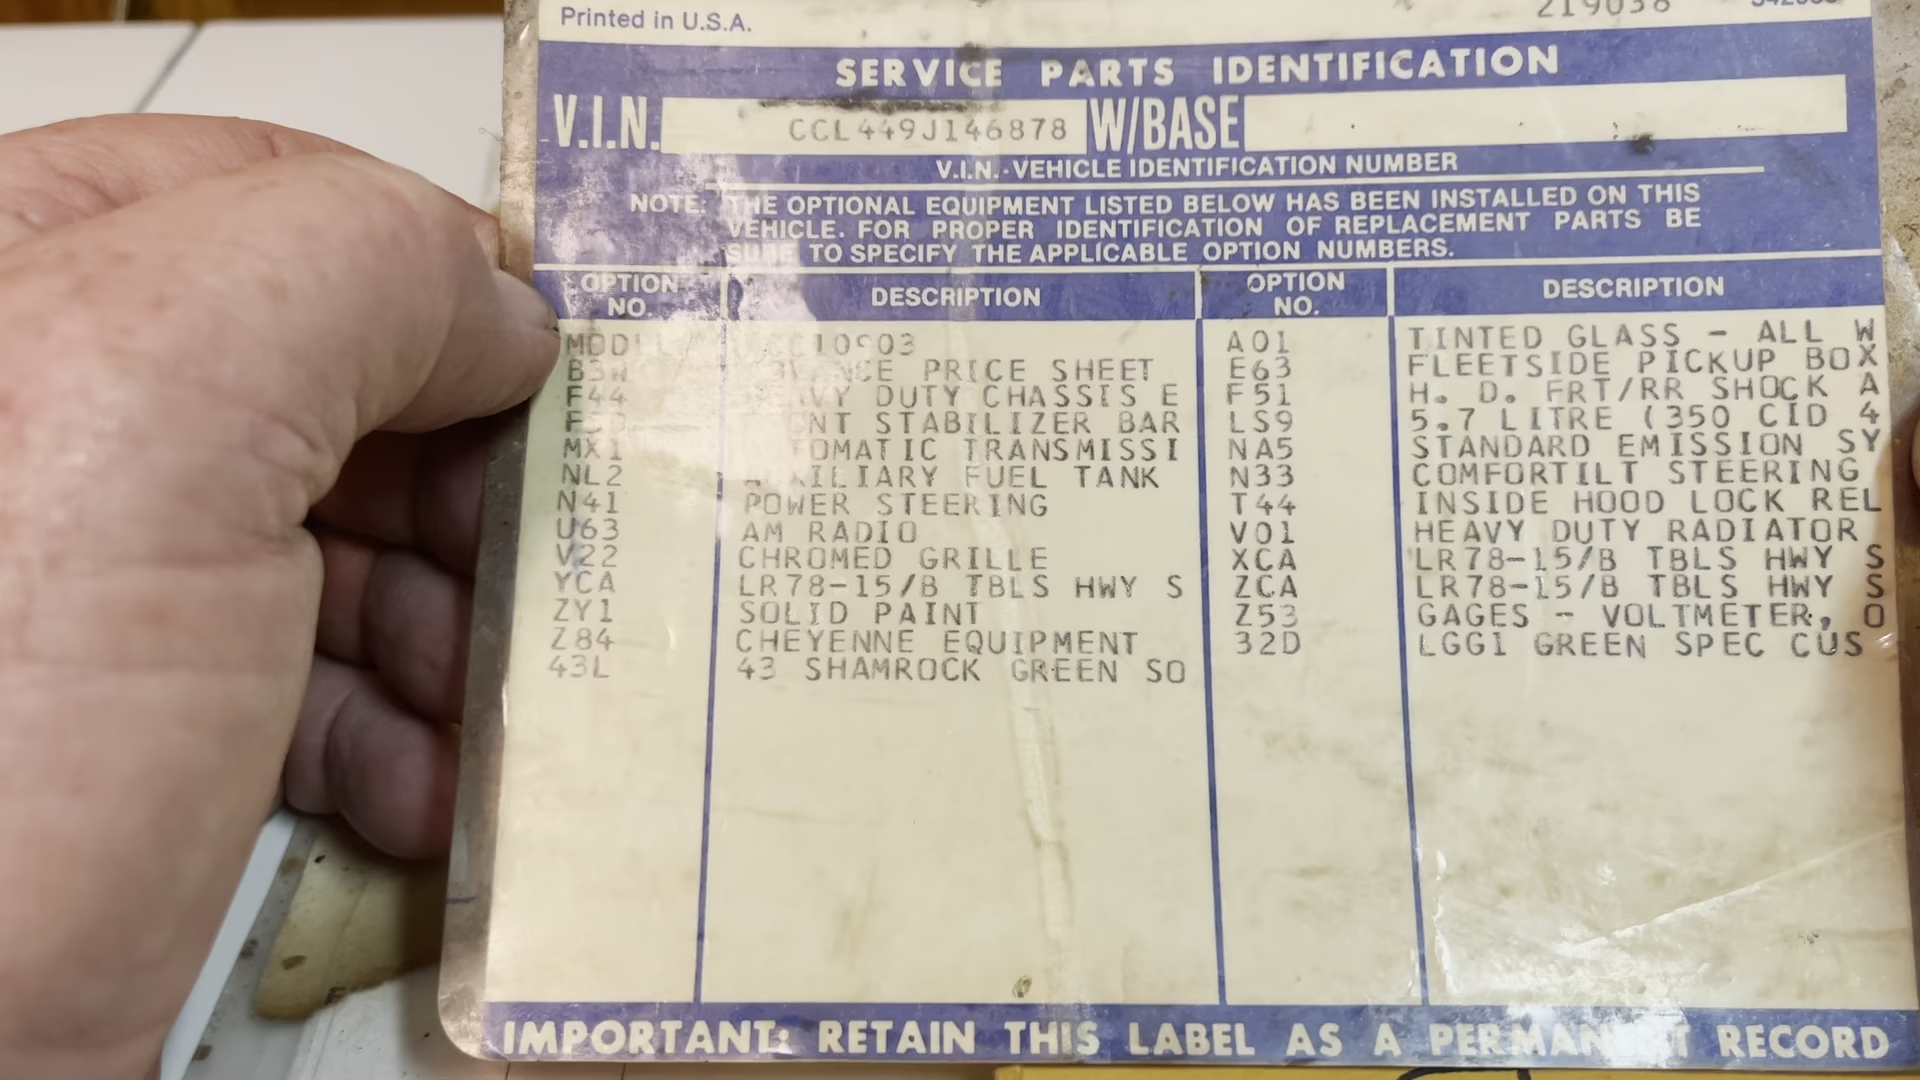 Printed in U.S.A. 219038
SERVICE PARTS IDENTIFICATION
V.I.N. CCL449J146878 W/BASE
V.I.N.-VEHICLE IDENTIFICATION NUMBER
NOTE: THE OPTIONAL EQUIPMENT LISTED BELOW HAS BEEN INSTALLED ON THIS
VEHICLE. FOR PROPER IDENTIFICATION OF REPLACEMENT PARTS BE
SURE TO SPECIFY THE APPLICABLE OPTION NUMBERS.
OPTION NO. DESCRIPTION OPTION NO. DESCRIPTION
CC10903 A01 TINTED GLASS - ALL W
PRICE SHEET E63 FLEETSIDE PICKUP BOX
F44 HEAVY DUTY CHASSIS E F51 H. D. FRT/RR SHOCK A
STABILIZER BAR LS9 5.7 LITRE (350 CID 4
MX1 AUTOMATIC TRANSMISSI NA5 STANDARD EMISSION SY
NL2 AUXILIARY FUEL TANK N33 COMFORTILT STEERING
N41 POWER STEERING T44 INSIDE HOOD LOCK REL
U63 AM RADIO V01 HEAVY DUTY RADIATOR
V22 CHROMED GRILLE XCA LR78-15/B TBLS HWY S
YCA LR78-15/B TBLS HWY S ZCA LR78-15/B TBLS HWY S
ZY1 SOLID PAINT Z53 GAGES - VOLTMETER, O
Z84 CHEYENNE EQUIPMENT 32D LGG1 GREEN SPEC CUS
43L 43 SHAMROCK GREEN SO
IMPORTANT: RETAIN THIS LABEL AS A PERMANENT RECORD